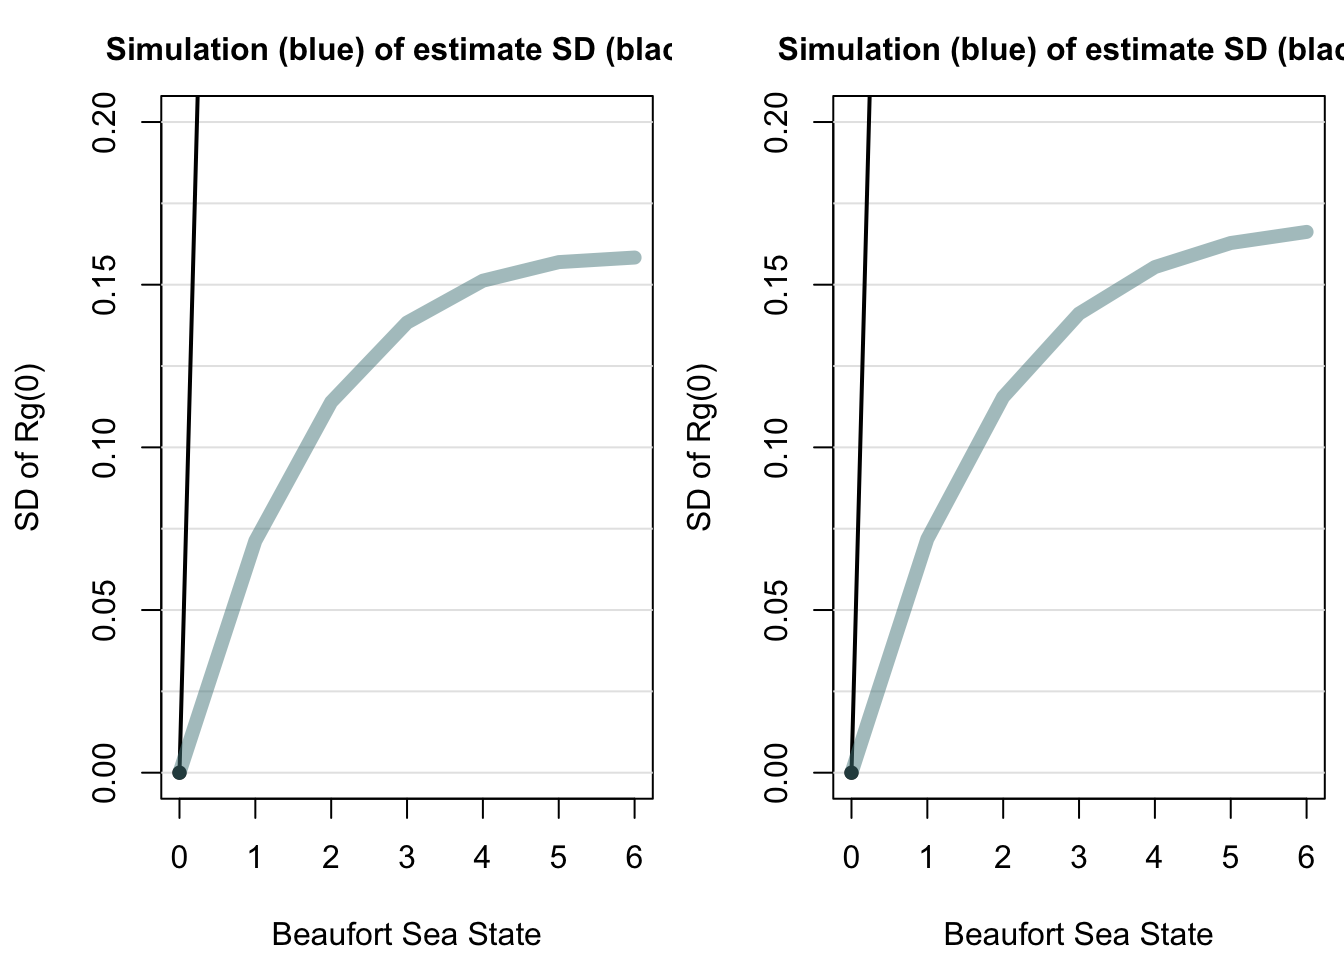 Simulation (blue) of estimate SD (blac
SD of Rg(0)
0.20
0.15
0.10
0.05
0.00
0 1 2 3 4 5 6
Beaufort Sea State
Simulation (blue) of estimate SD (blac
SD of Rg(0)
0.20
0.15
0.10
0.05
0.00
0 1 2 3 4 5 6
Beaufort Sea State